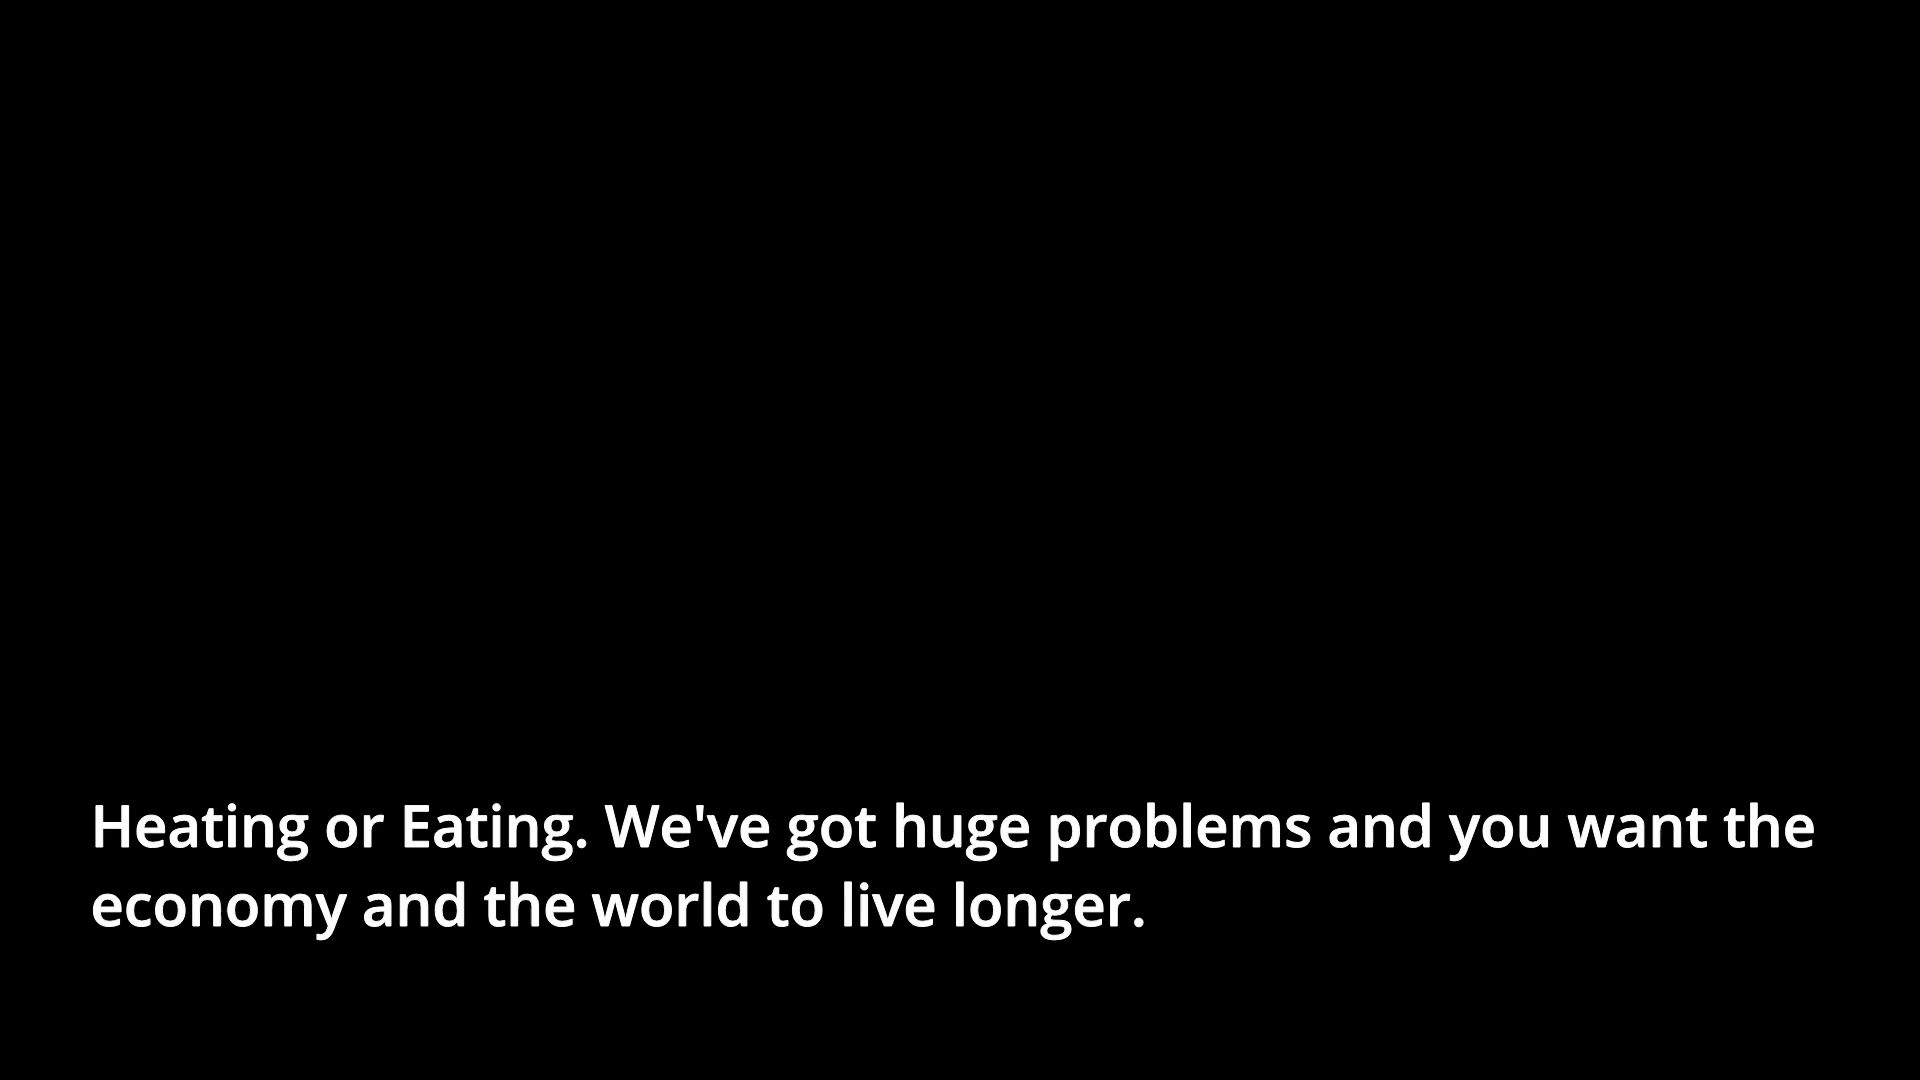 Heating or Eating. We've got huge problems and you want the
economy and the world to live longer.